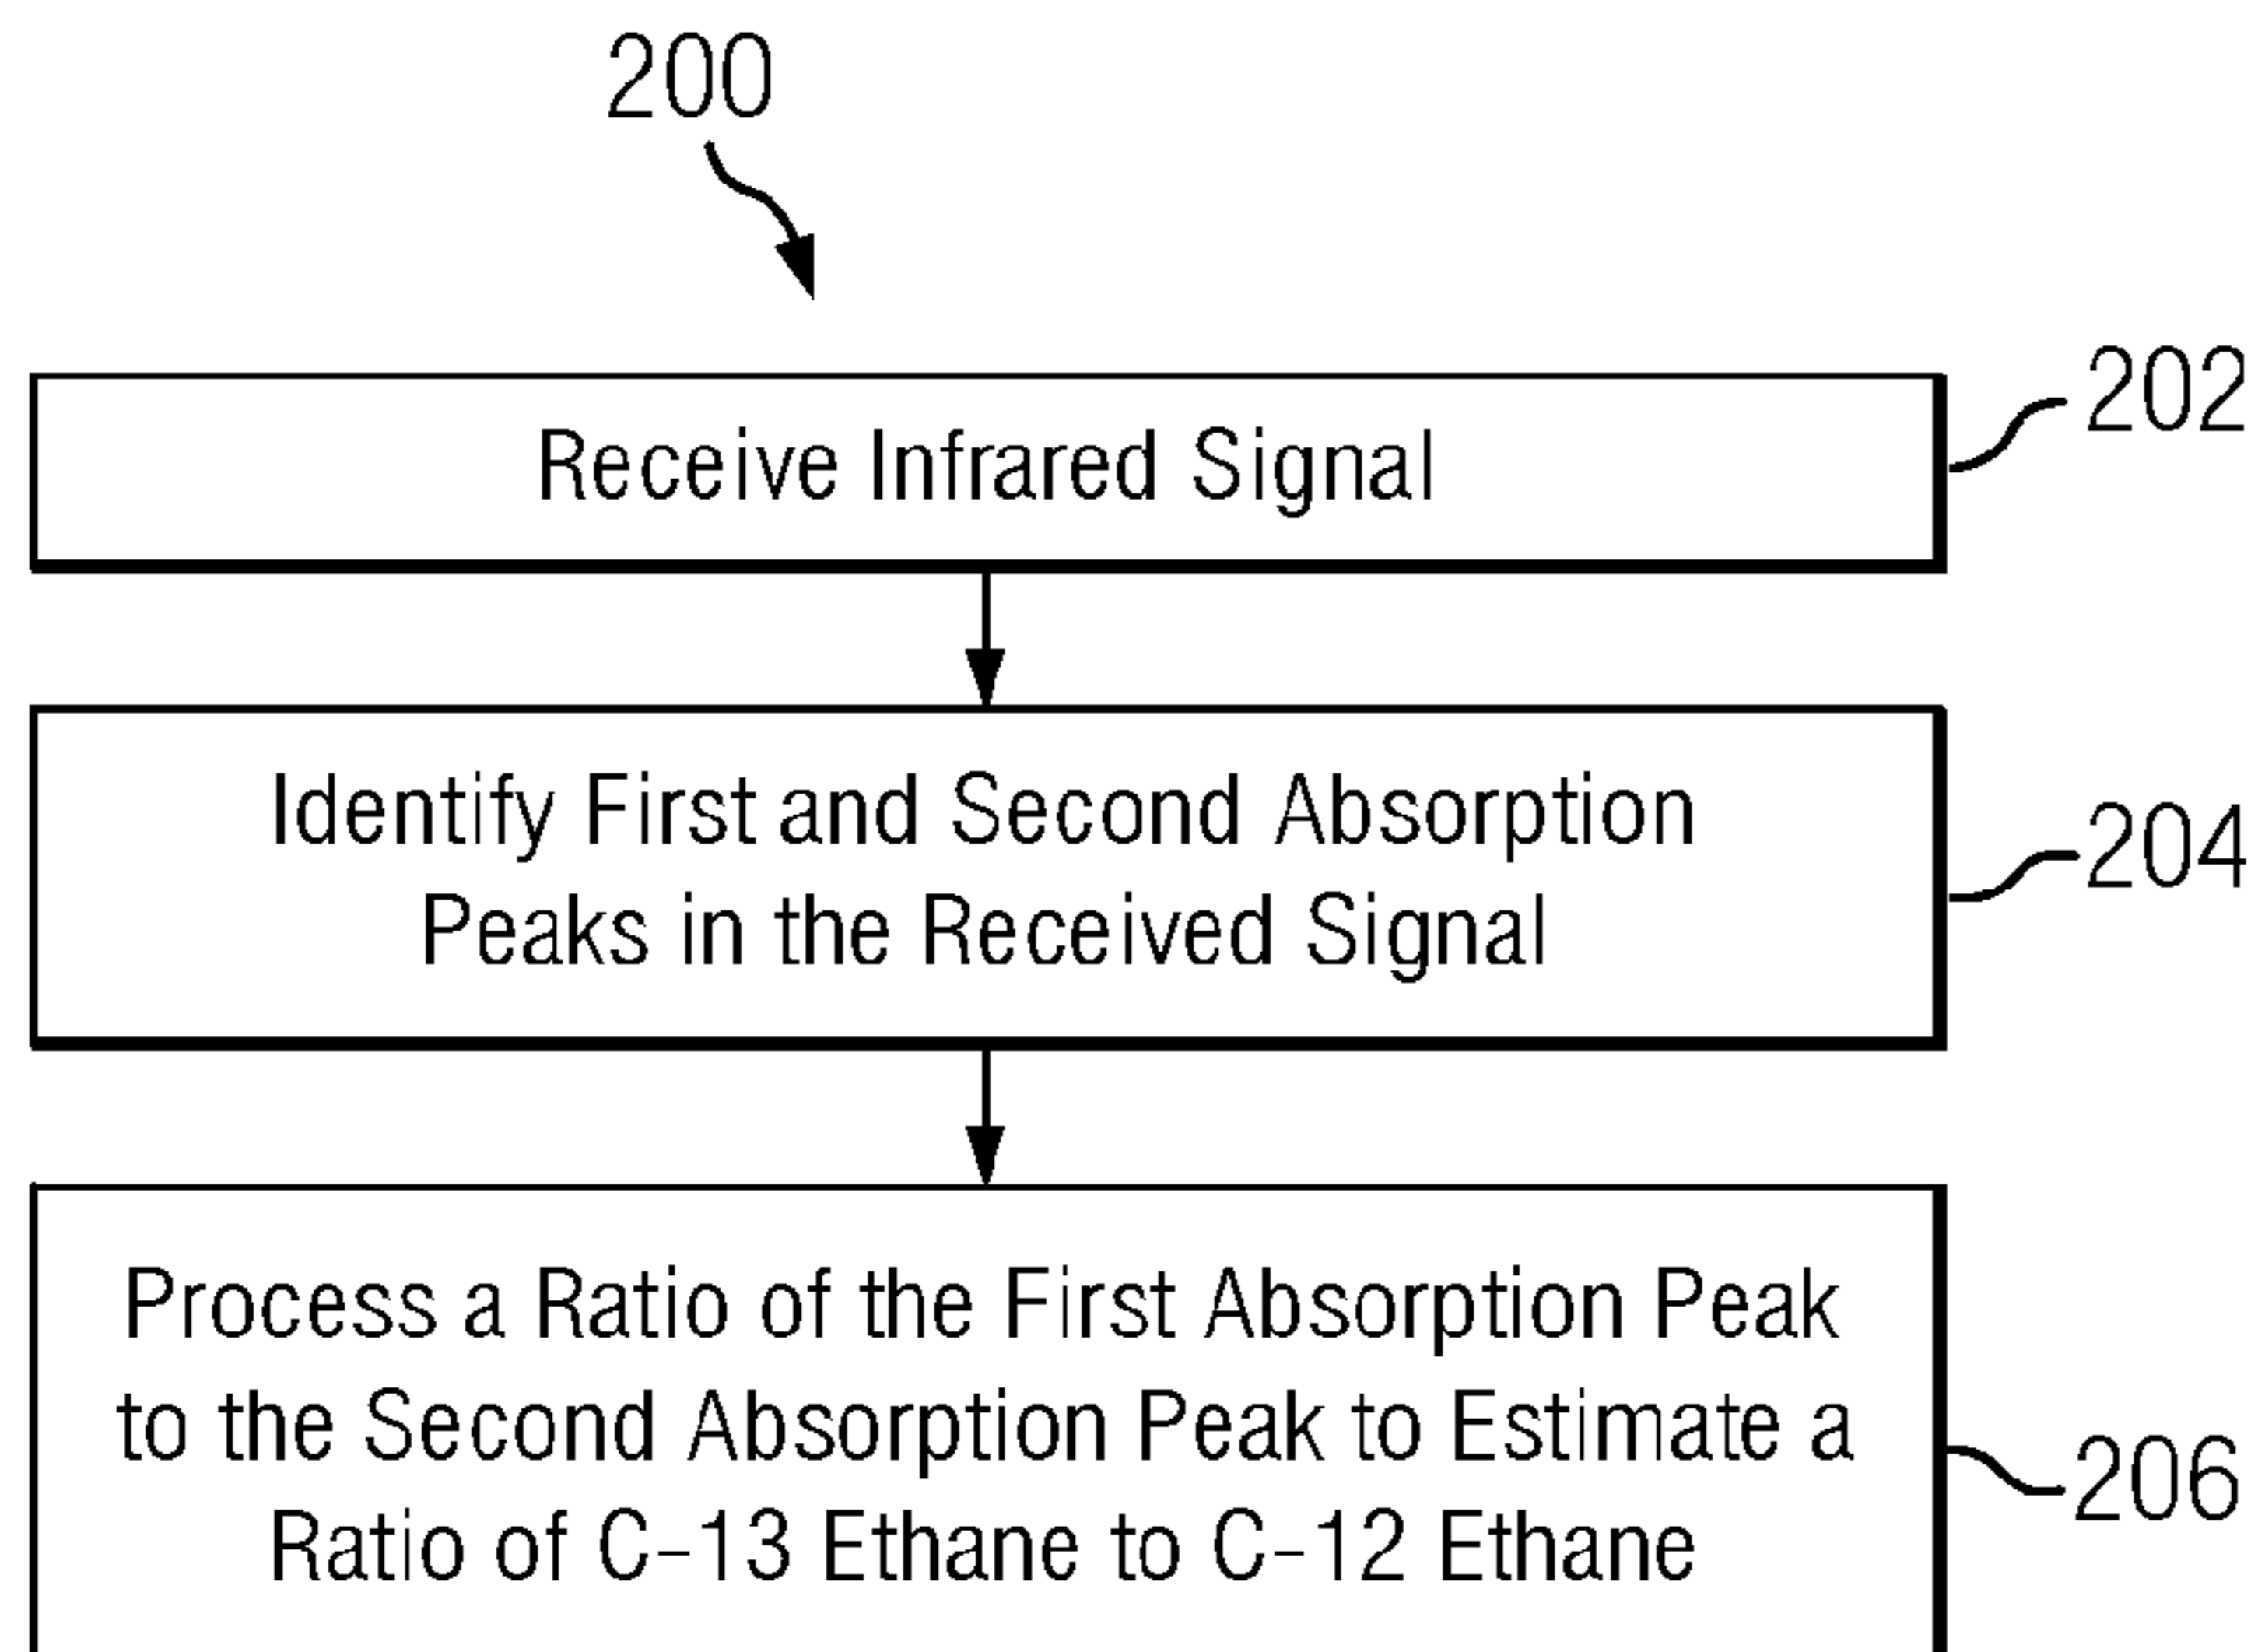 200
Receive Infrared Signal
202
Identify First and Second Absorption
Peaks in the Received Signal
204
Process a Ratio of the First Absorption Peak
to the Second Absorption Peak to Estimate a
Ratio of C-13 Ethane to C-12 Ethane
206